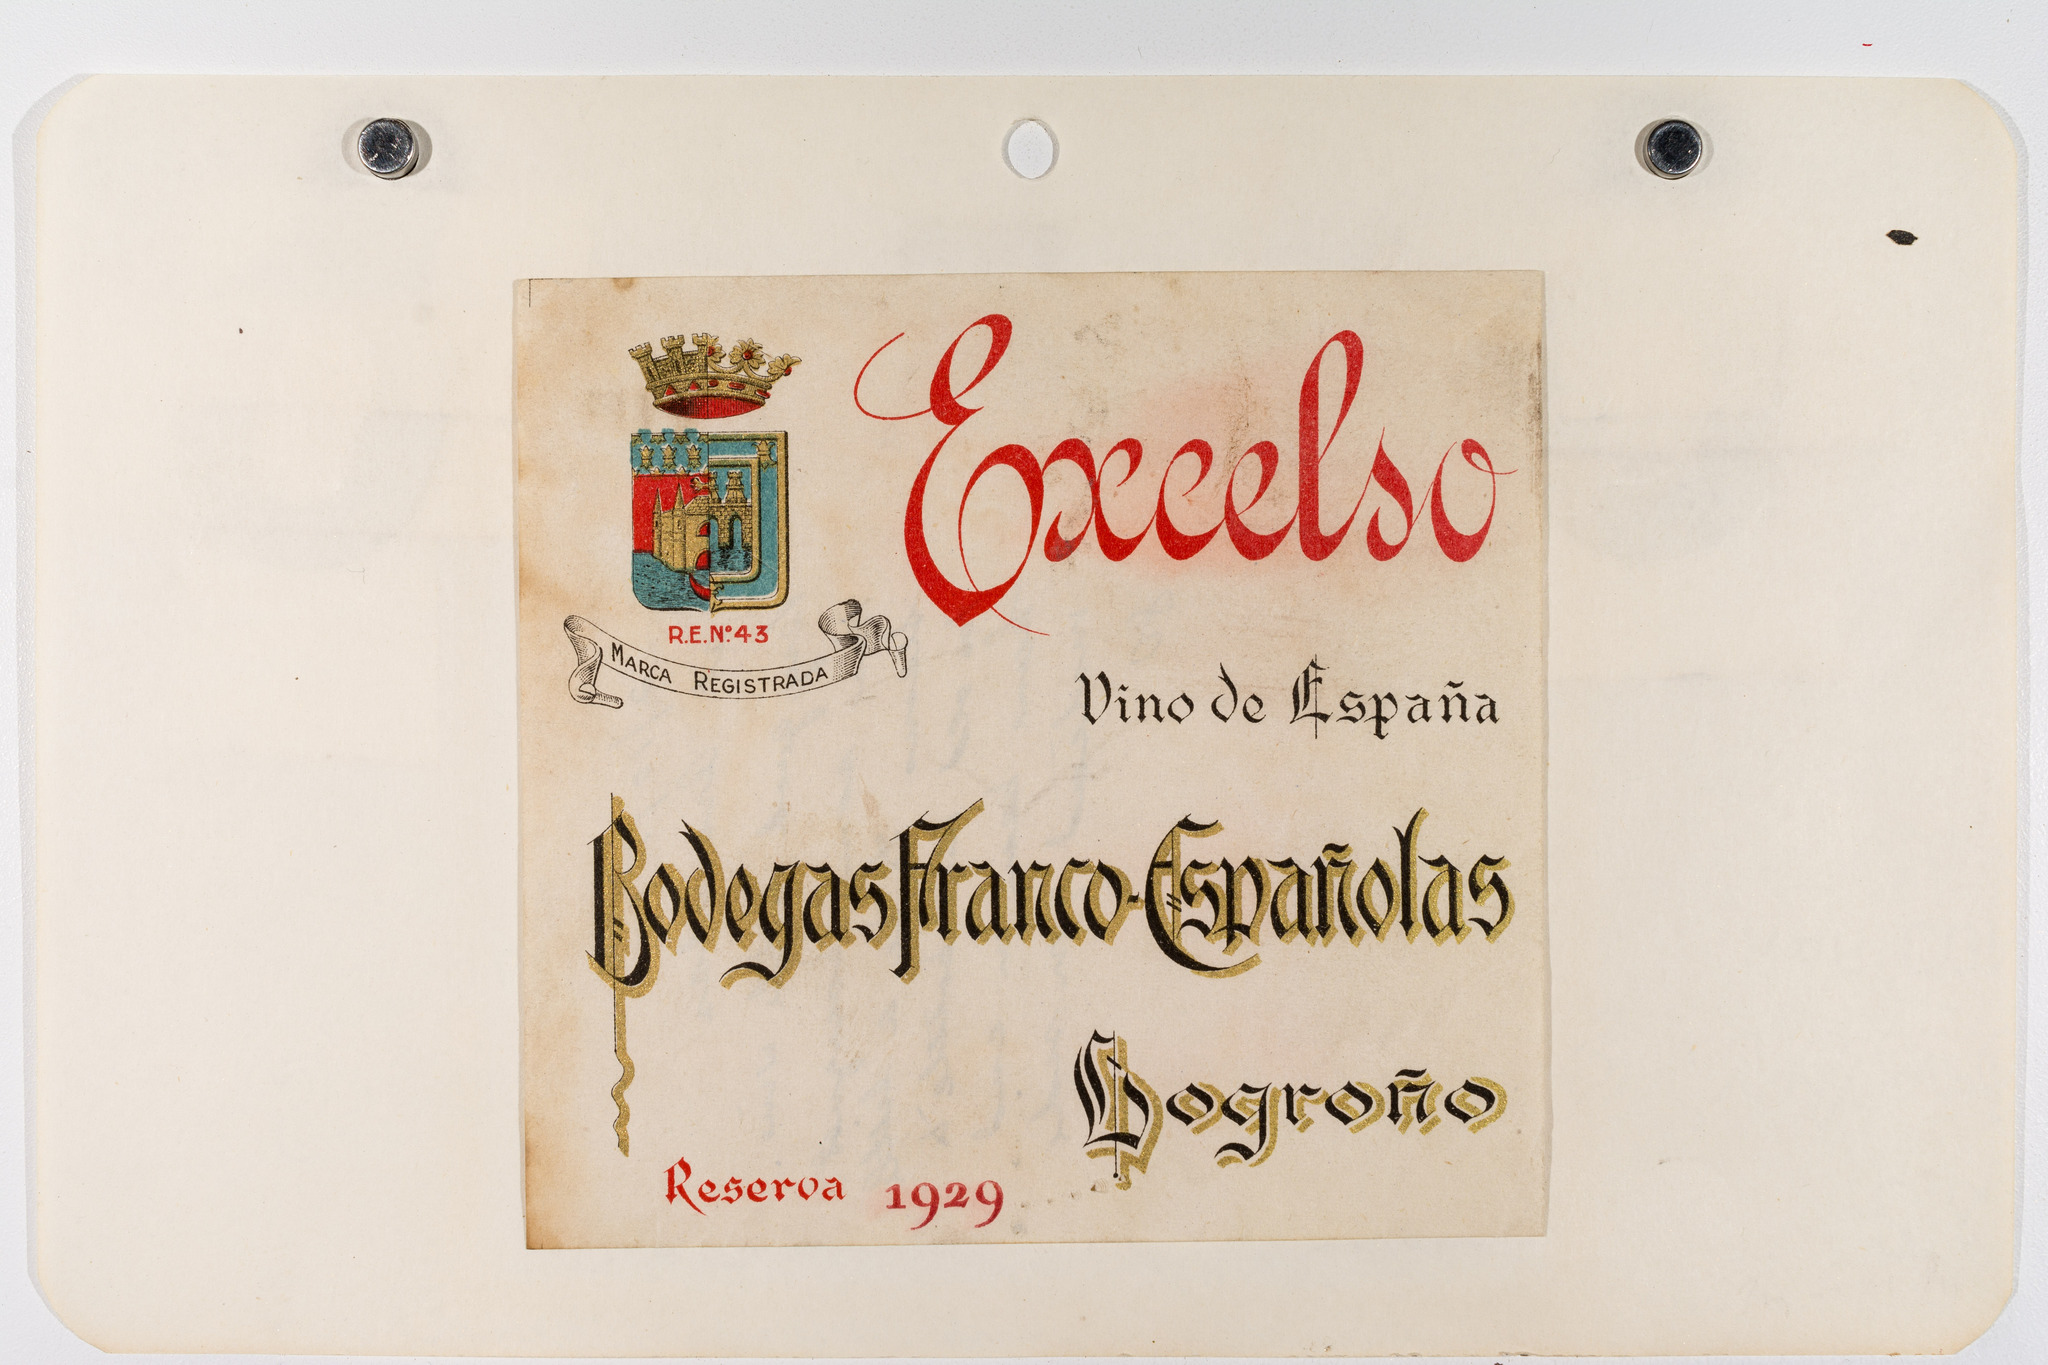 Excelso
R.E.Nº43
MARCA REGISTRADA
Vino de España
Bodegas Franco-Españolas
Logroño
Reserva 1929